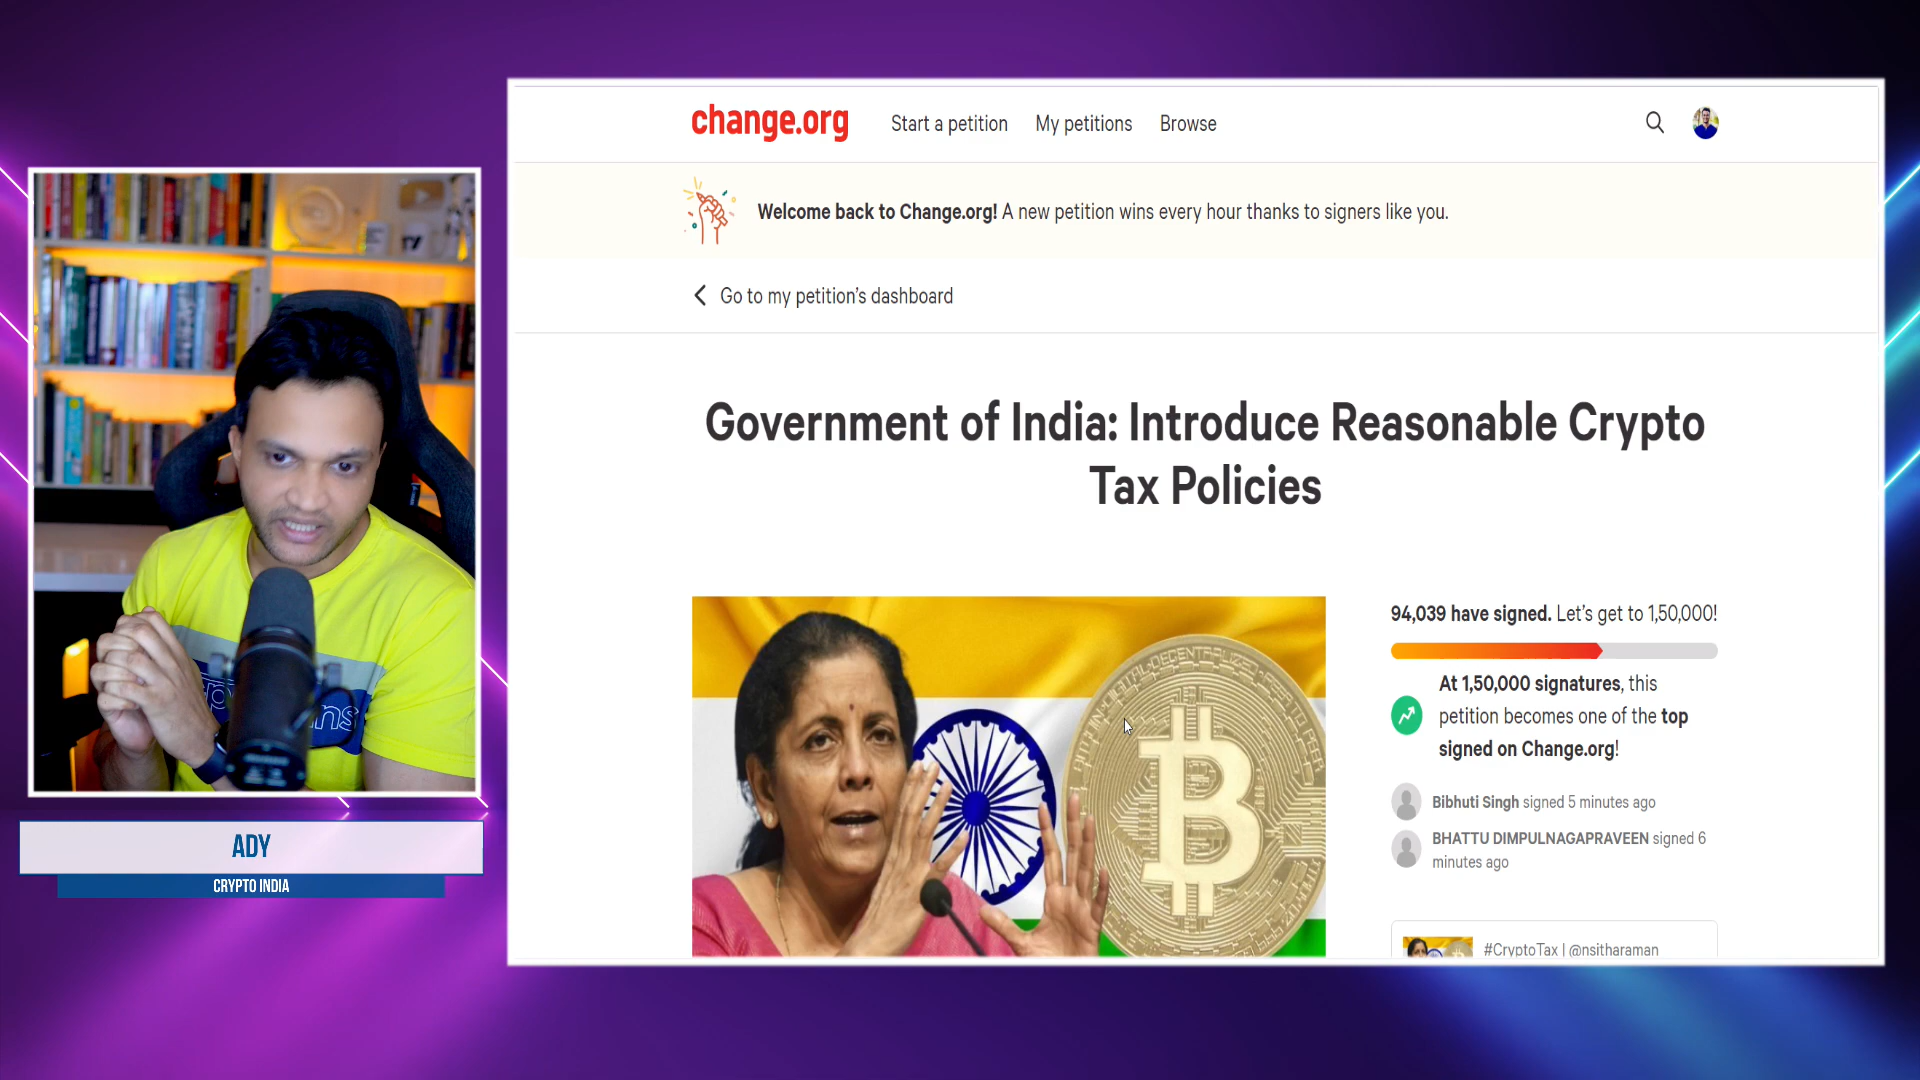 change.org
Start a petition
My petitions
Browse
Welcome back to Change.org! A new petition wins every hour thanks to signers like you.
Go to my petition's dashboard
Government of India: Introduce Reasonable Crypto
Tax Policies
94,039 have signed. Let's get to 1,50,000!
At 1,50,000 signatures, this
petition becomes one of the top
signed on Change.org!
Bibhuti Singh signed 5 minutes ago
BHATTU DIMPULNAGAPRAVEEN signed 6
minutes ago
#CryptoTax | @nsitharaman
ADY
CRYPTO INDIA